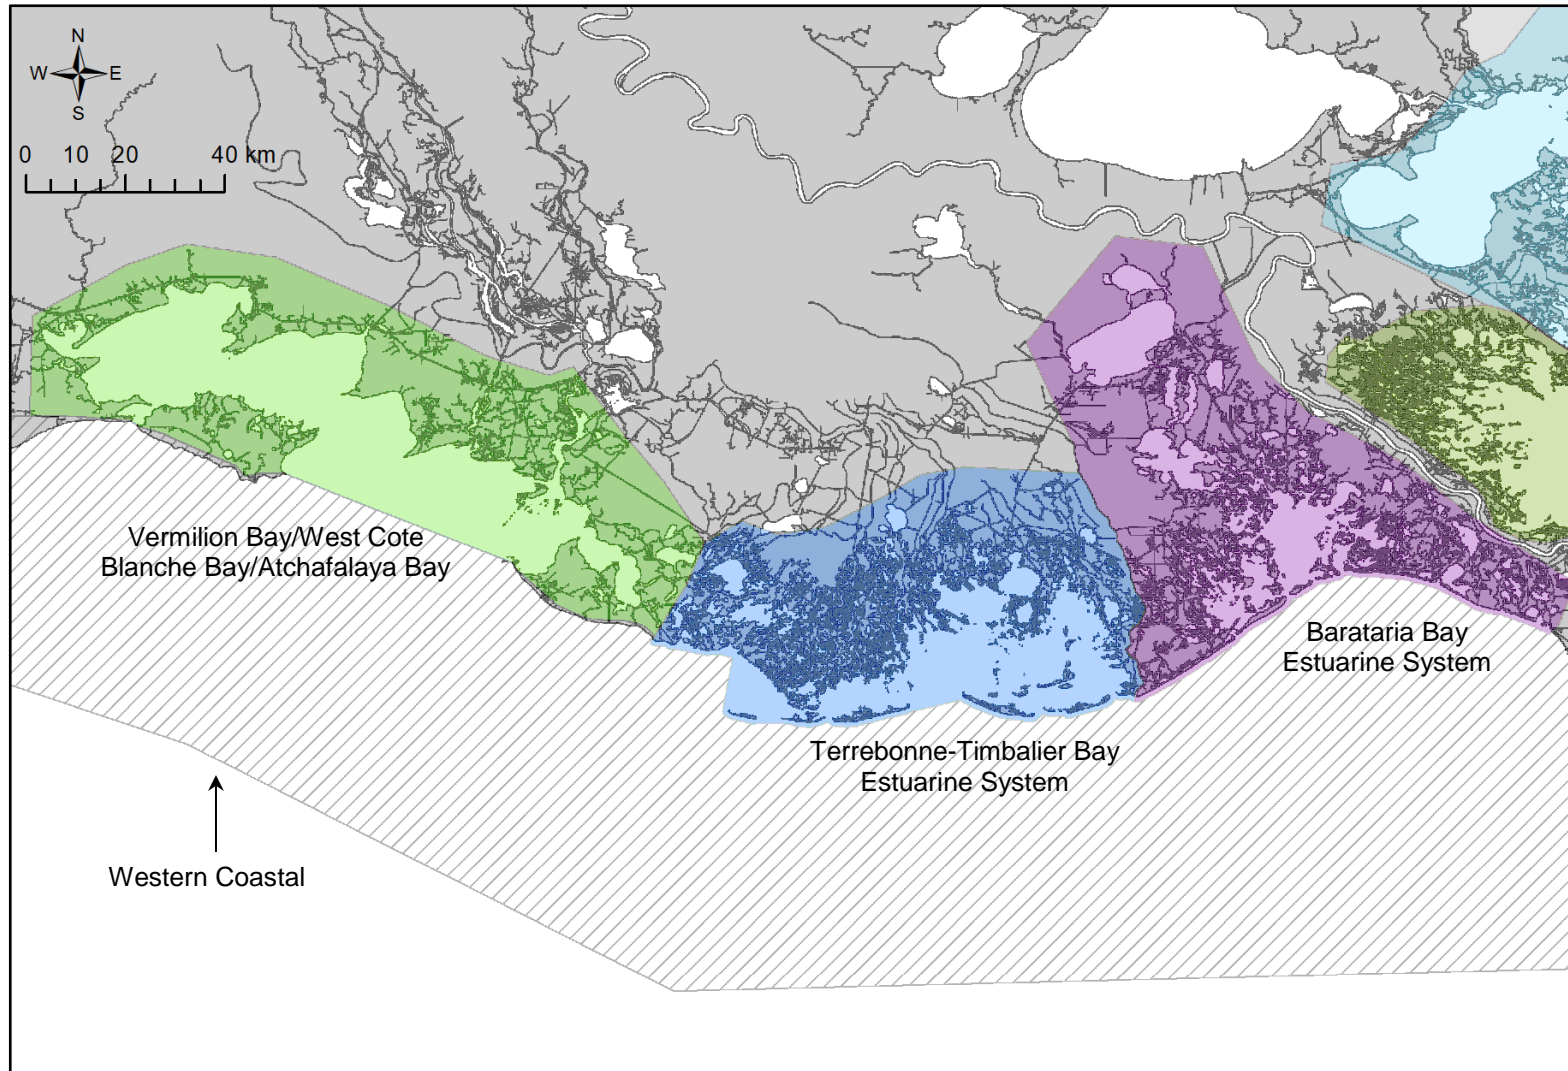 N
W E
S
0 10 20 40 km
Vermilion Bay/West Cote
Blanche Bay/Atchafalaya Bay
Barataria Bay
Estuarine System
Terrebonne-Timbalier Bay
Estuarine System
Western Coastal